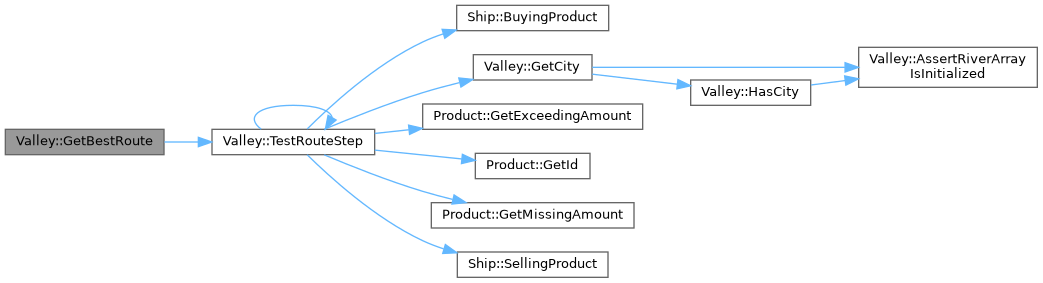 Valley::GetBestRoute
Valley::TestRouteStep
Ship::BuyingProduct
Valley::GetCity
Product::GetExceedingAmount
Product::GetId
Product::GetMissingAmount
Ship::SellingProduct
Valley::HasCity
Valley::AssertRiverArray
IsInitialized